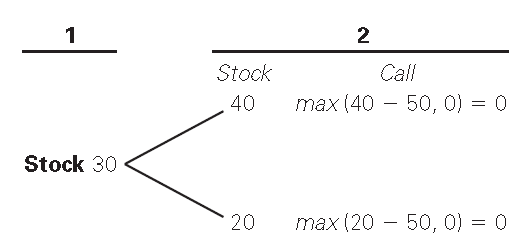 1 2
Stock Call
40 max (40 − 50, 0) = 0
Stock 30
20 max (20 − 50, 0) = 0